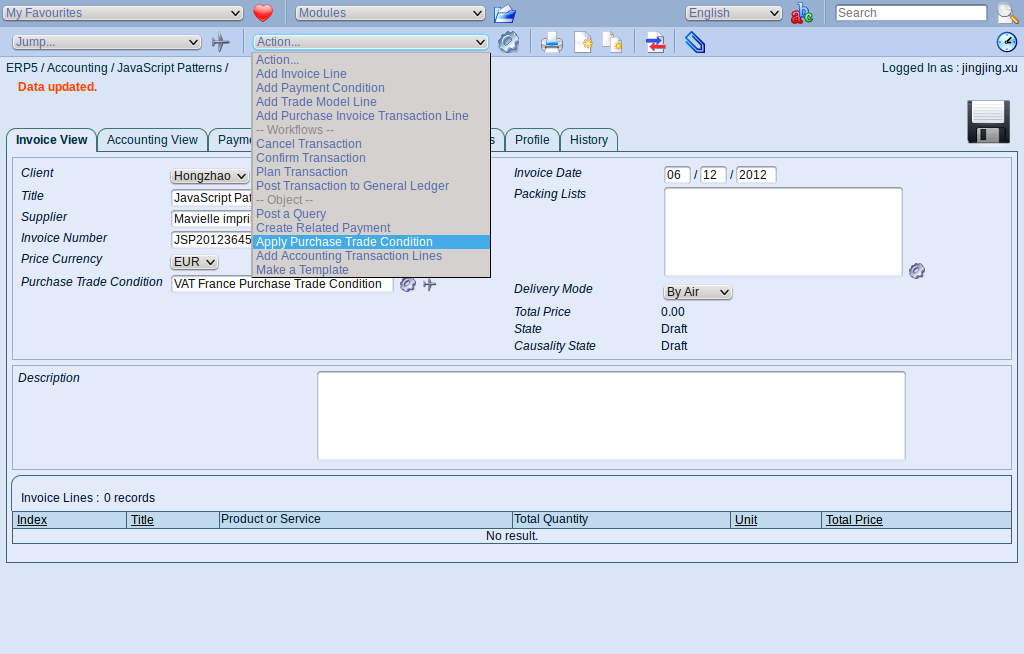 My Favourites Modules English Search
Jump... Action...
ERP5 / Accounting / JavaScript Patterns / Logged In as : jingjing.xu
Data updated.
Action...
Add Invoice Line
Add Payment Condition
Add Trade Model Line
Add Purchase Invoice Transaction Line
-- Workflows --
Cancel Transaction
Confirm Transaction
Plan Transaction
Post Transaction to General Ledger
-- Object --
Post a Query
Create Related Payment
Apply Purchase Trade Condition
Add Accounting Transaction Lines
Make a Template
Invoice View Accounting View Payme s Profile History
Client Hongzhao
Title JavaScript Pat
Supplier Mavielle impri
Invoice Number JSP20123645
Price Currency EUR
Purchase Trade Condition VAT France Purchase Trade Condition
Invoice Date 06 / 12 / 2012
Packing Lists
Delivery Mode By Air
Total Price 0.00
State Draft
Causality State Draft
Description
Invoice Lines : 0 records
Index Title Product or Service Total Quantity Unit Total Price
No result.